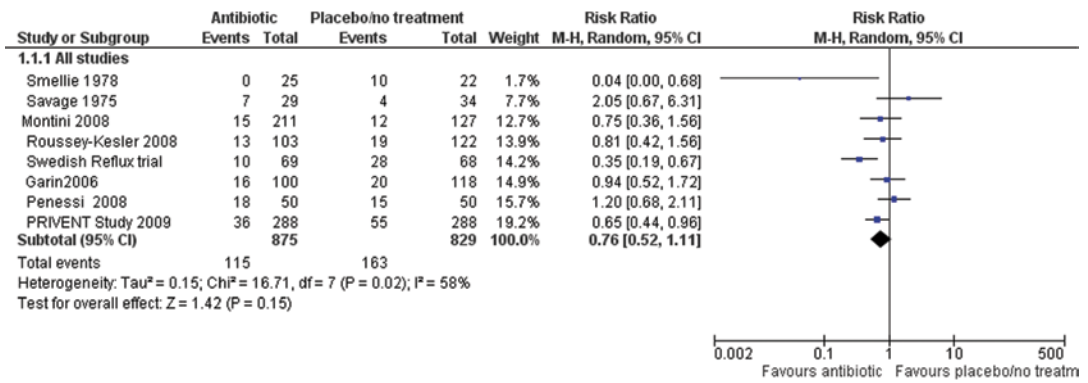 Antibiotic Placebo/no treatment Risk Ratio Risk Ratio
Study or Subgroup Events Total Events Total Weight M-H, Random, 95% CI M-H, Random, 95% CI
1.1.1 All studies
Smellie 1978 0 25 10 22 1.7% 0.04 [0.00, 0.68]
Savage 1975 7 29 4 34 7.7% 2.05 [0.67, 6.31]
Montini 2008 15 211 12 127 12.7% 0.75 [0.36, 1.56]
Roussey-Kesler 2008 13 103 19 122 13.9% 0.81 [0.42, 1.56]
Swedish Reflux trial 10 69 28 68 14.2% 0.35 [0.19, 0.67]
Garin2006 16 100 20 118 14.9% 0.94 [0.52, 1.72]
Penessi 2008 18 50 15 50 15.7% 1.20 [0.68, 2.11]
PRIVENT Study 2009 36 288 55 288 19.2% 0.65 [0.44, 0.96]
Subtotal (95% CI) 875 829 100.0% 0.76 [0.52, 1.11]
Total events 115 163
Heterogeneity: Tau² = 0.15; Chi² = 16.71, df = 7 (P = 0.02); I² = 58%
Test for overall effect: Z = 1.42 (P = 0.15)
0.002 0.1 1 10 500
Favours antibiotic Favours placebo/no treatm